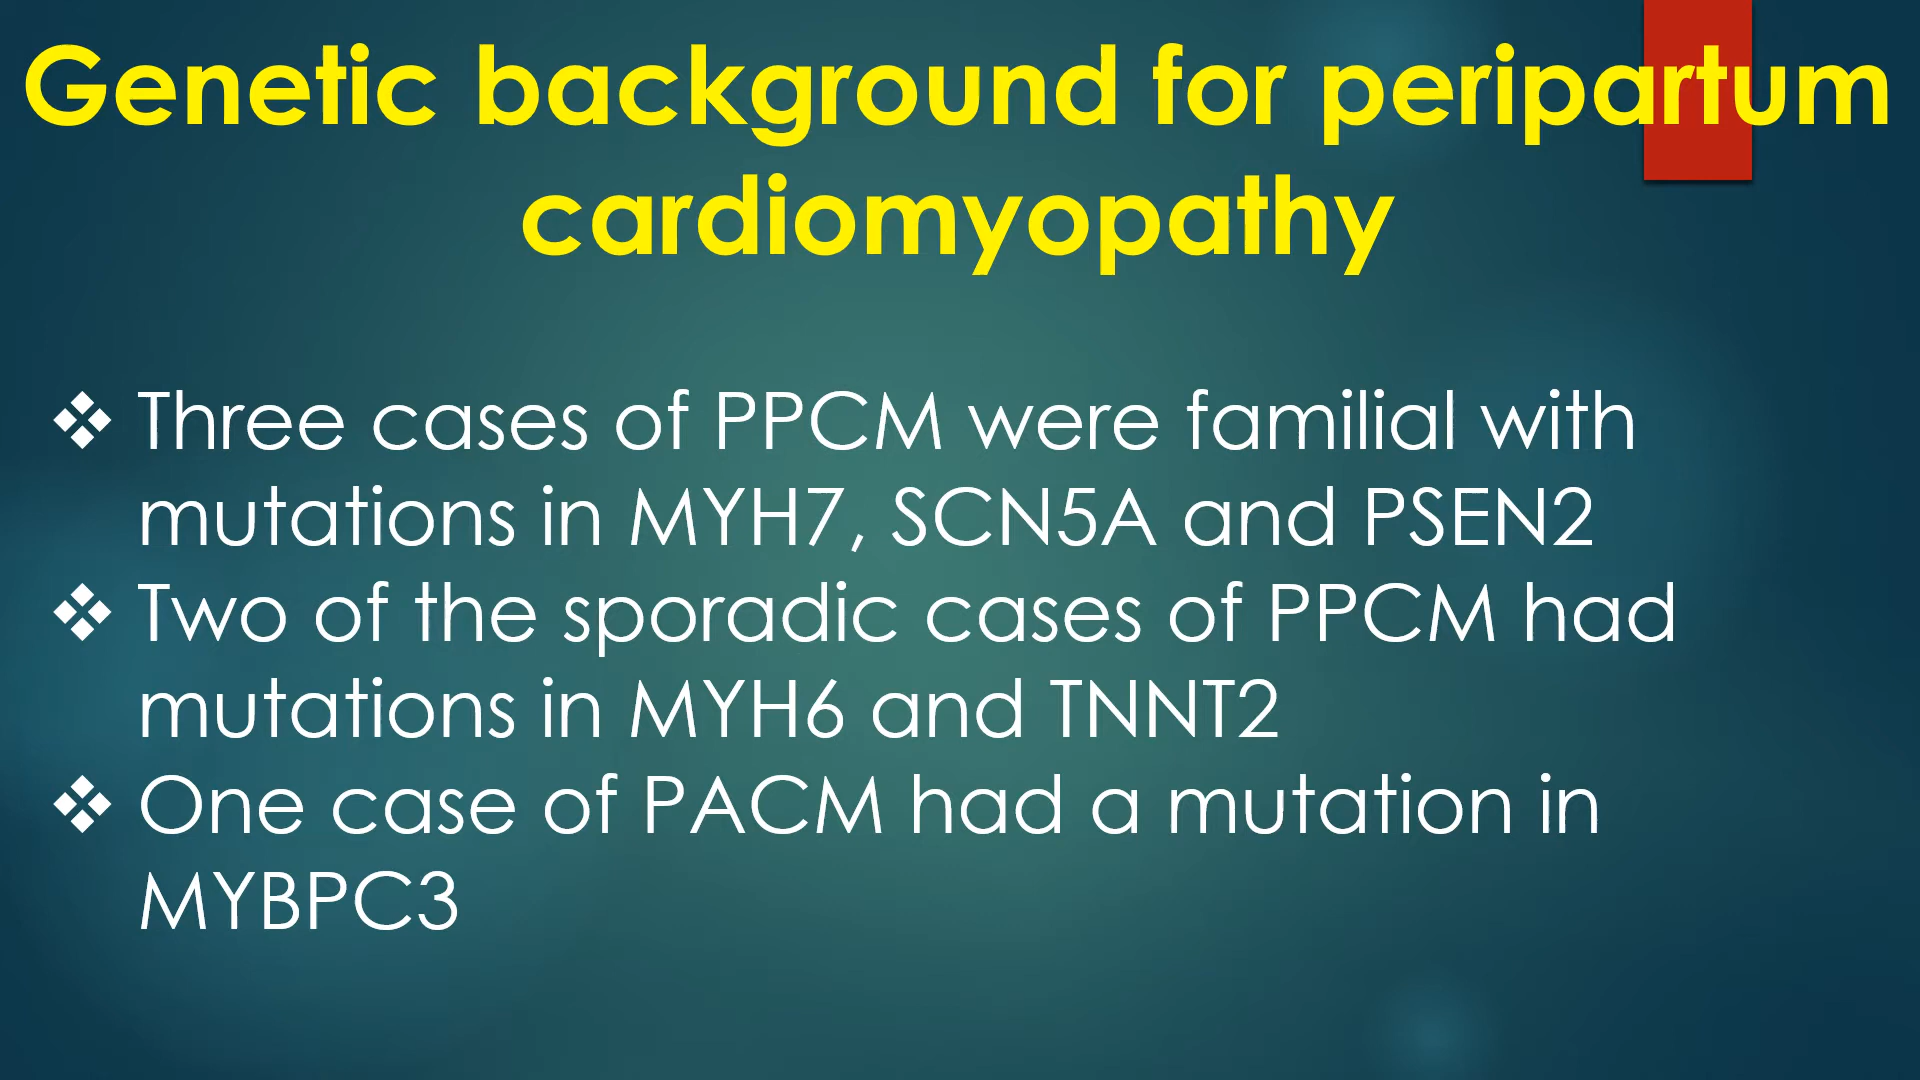 Genetic background for peripartum
cardiomyopathy
❖ Three cases of PPCM were familial with
mutations in MYH7, SCN5A and PSEN2
❖ Two of the sporadic cases of PPCM had
mutations in MYH6 and TNNT2
❖ One case of PACM had a mutation in
MYBPC3